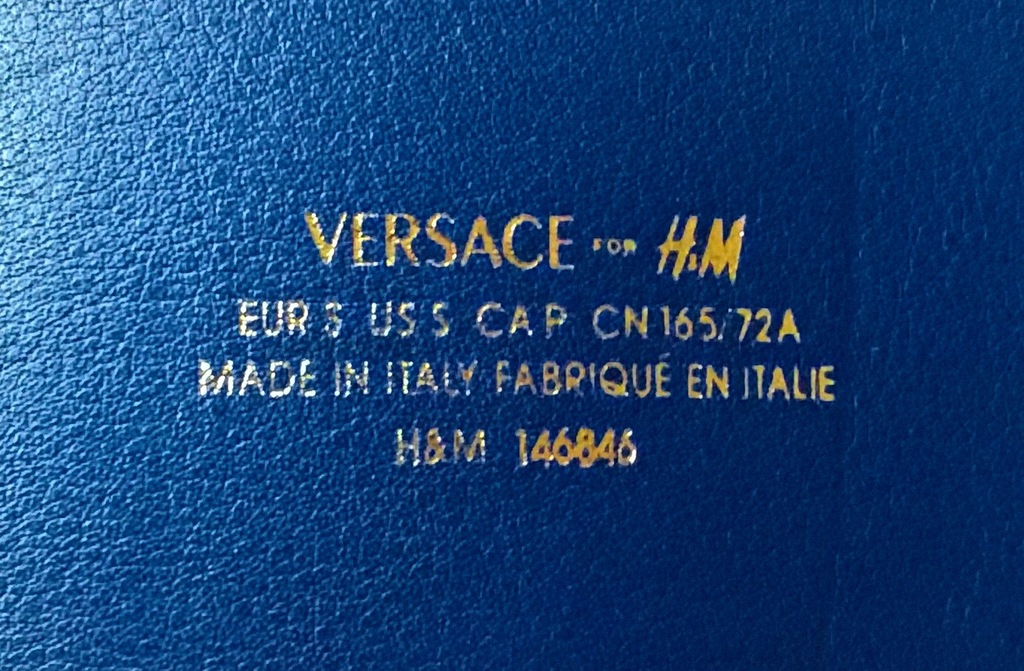 VERSACE FOR H&M
EUR S US S CA P CN 165/72A
MADE IN ITALY FABRIQUÉ EN ITALIE
H&M 146846